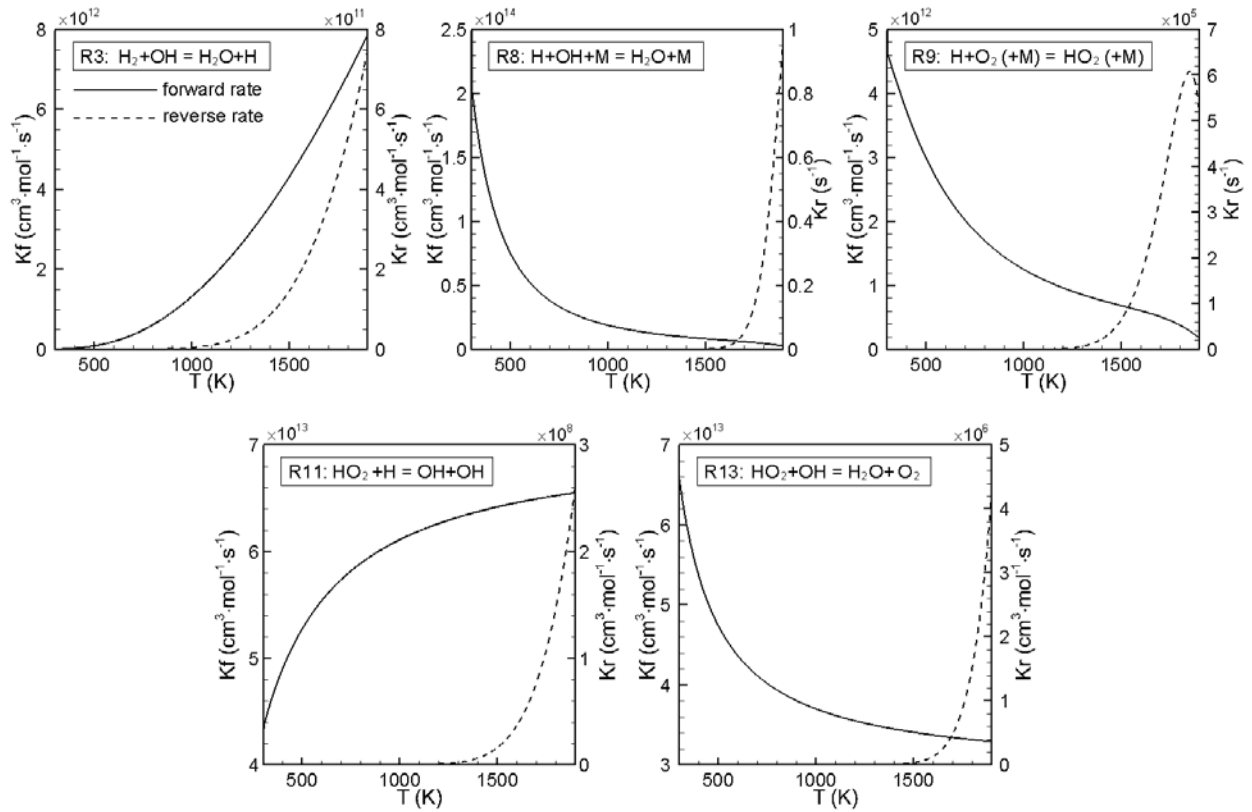 ×10¹² ×10¹¹
R3: H₂+OH = H₂O+H
forward rate
reverse rate
Kf (cm³·mol⁻¹·s⁻¹)
8
6
4
2
0
Kr (cm³·mol⁻¹·s⁻¹)
8
6
4
2
0
500 1000 1500
T (K)
×10¹⁴
R8: H+OH+M = H₂O+M
Kf (cm³·mol⁻¹·s⁻¹)
2.5
2
1.5
1
0.5
0
Kr (s⁻¹)
1
0.8
0.6
0.4
0.2
0
500 1000 1500
T (K)
×10¹² ×10⁵
R9: H+O₂ (+M) = HO₂ (+M)
Kf (cm³·mol⁻¹·s⁻¹)
5
4
3
2
1
0
Kr (s⁻¹)
7
6
5
4
3
2
1
0
500 1000 1500
T (K)
×10¹³ ×10⁸
R11: HO₂ +H = OH+OH
Kf (cm³·mol⁻¹·s⁻¹)
7
6
5
4
Kr (cm³·mol⁻¹·s⁻¹)
3
2
1
0
500 1000 1500
T (K)
×10¹³ ×10⁶
R13: HO₂+OH = H₂O+ O₂
Kf (cm³·mol⁻¹·s⁻¹)
7
6
5
4
3
Kr (cm³·mol⁻¹·s⁻¹)
5
4
3
2
1
0
500 1000 1500
T (K)